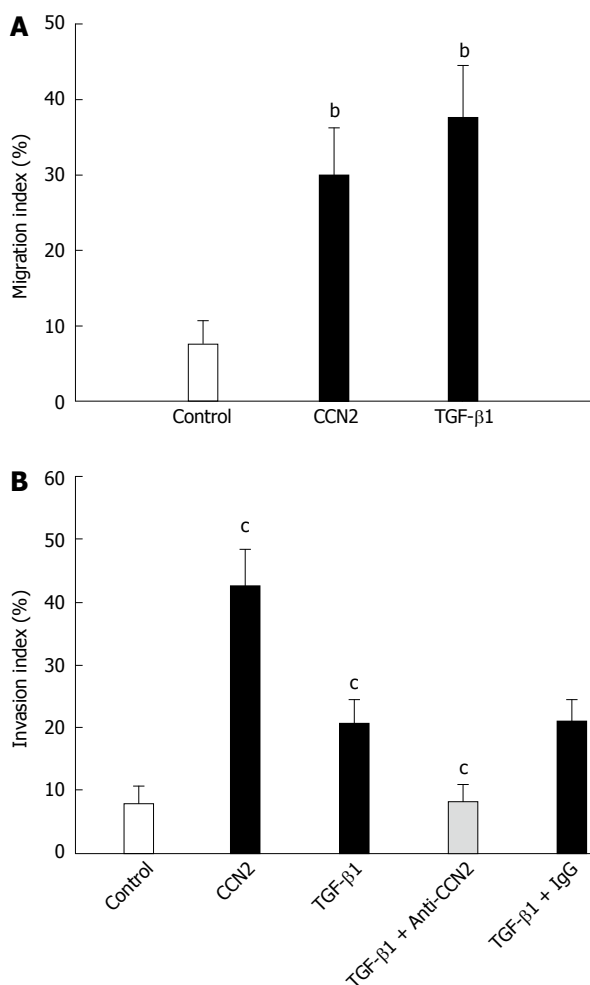 A
50
40
30
20
10
0
Migration index (%)
b
b
Control CCN2 TGF-β1
B
60
50
40
30
20
10
0
Invasion index (%)
c
c
c
Control CCN2 TGF-β1 TGF-β1 + Anti-CCN2 TGF-β1 + IgG